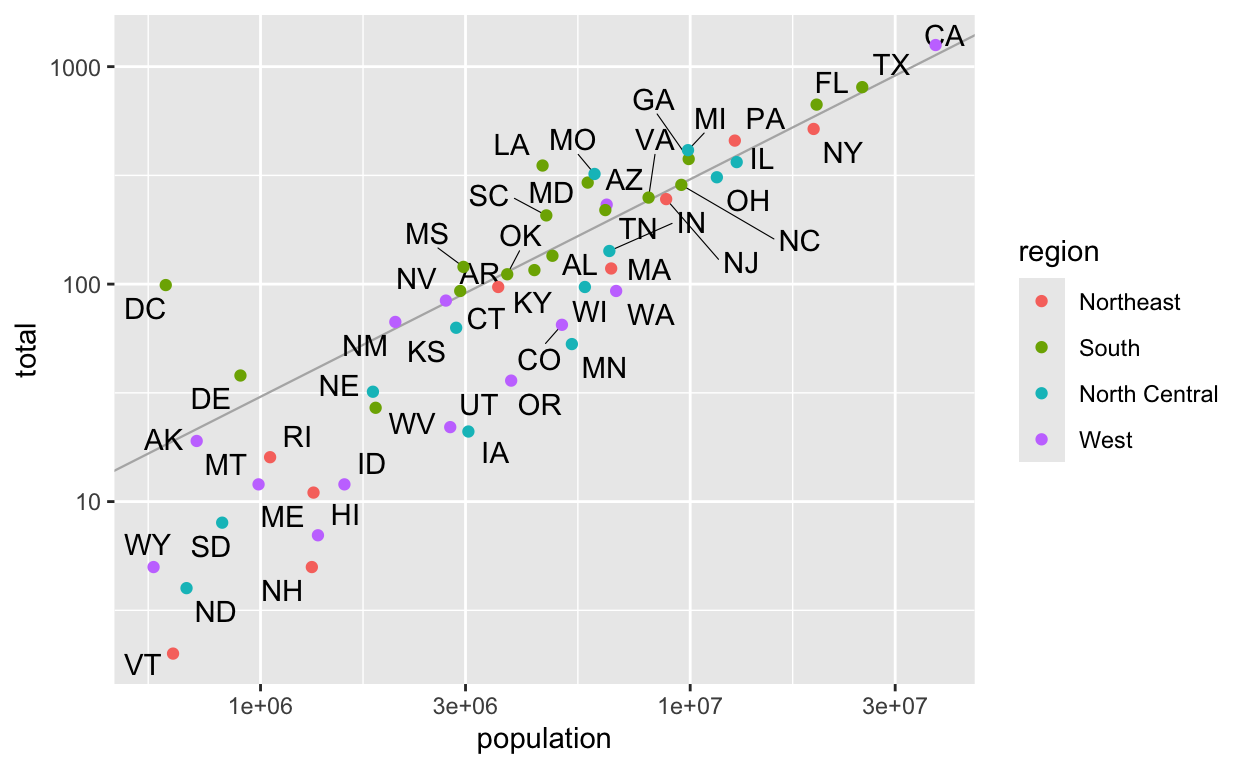 CA
1000
TX
FL
GA
MI
PA
MO
VA
LA
IL
NY
AZ
SC
MD
OH
MS
OK
TN
IN
NC
region
NV
AR
AL
MA
NJ
Northeast
100
DC
KY
CT
WI
WA
South
total
NM
KS
CO
MN
NE
North Central
DE
UT
OR
WV
AK
RI
West
MT
ID
IA
10
ME
HI
WY
SD
NH
ND
VT
1e+06
3e+06
1e+07
3e+07
population